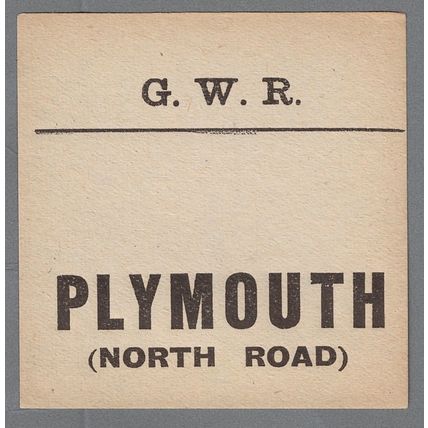 G. W. R.
PLYMOUTH
(NORTH ROAD)